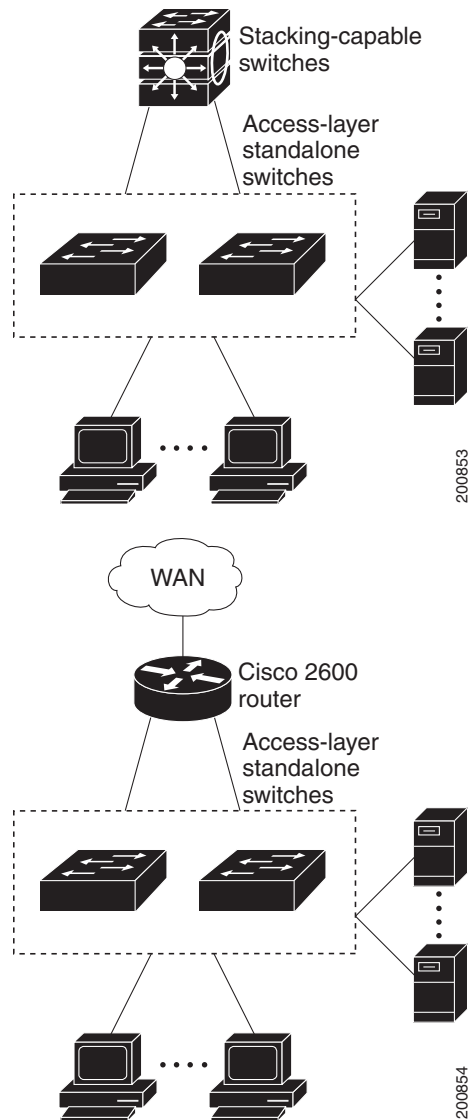 Stacking-capable
switches
Access-layer
standalone
switches
200853
WAN
Cisco 2600
router
Access-layer
standalone
switches
200854